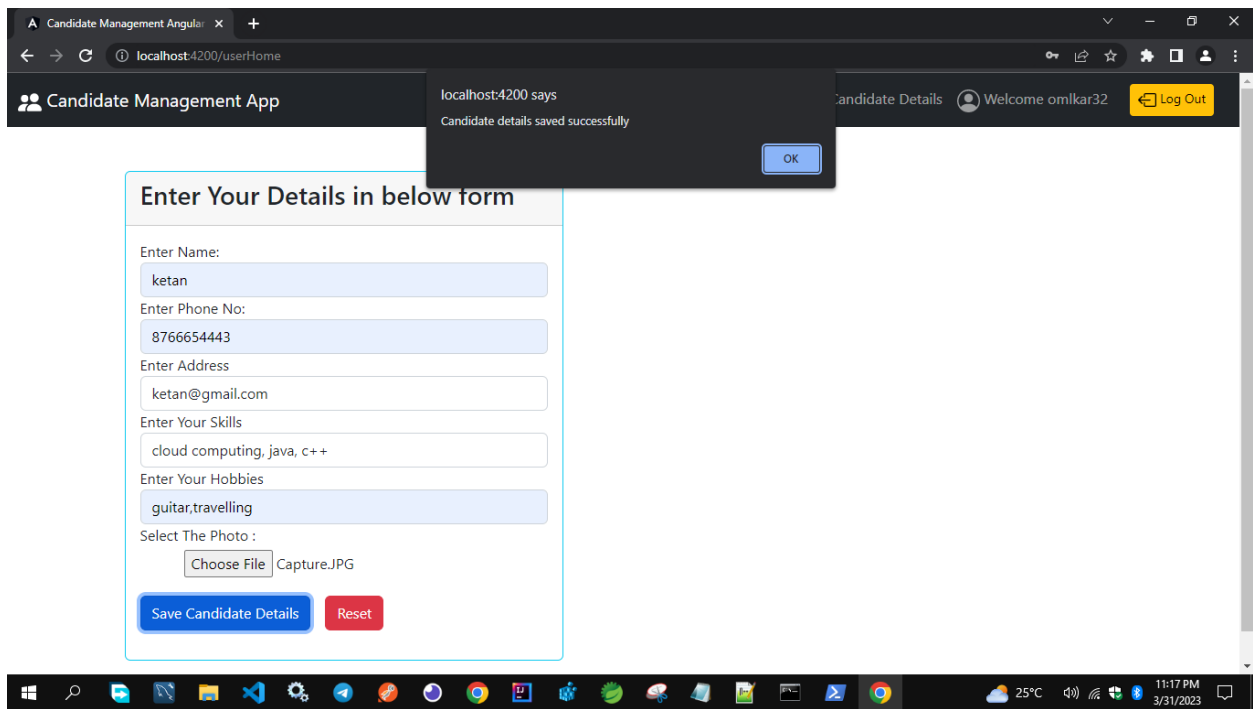 Candidate Management Angular
localhost:4200/userHome
Candidate Management App
localhost:4200 says
Candidate details saved successfully
OK
Candidate Details
Welcome omlkar32
Log Out
Enter Your Details in below form
Enter Name:
ketan
Enter Phone No:
8766654443
Enter Address
ketan@gmail.com
Enter Your Skills
cloud computing, java, c++
Enter Your Hobbies
guitar,travelling
Select The Photo :
Choose File Capture.JPG
Save Candidate Details
Reset
25°C
11:17 PM
3/31/2023